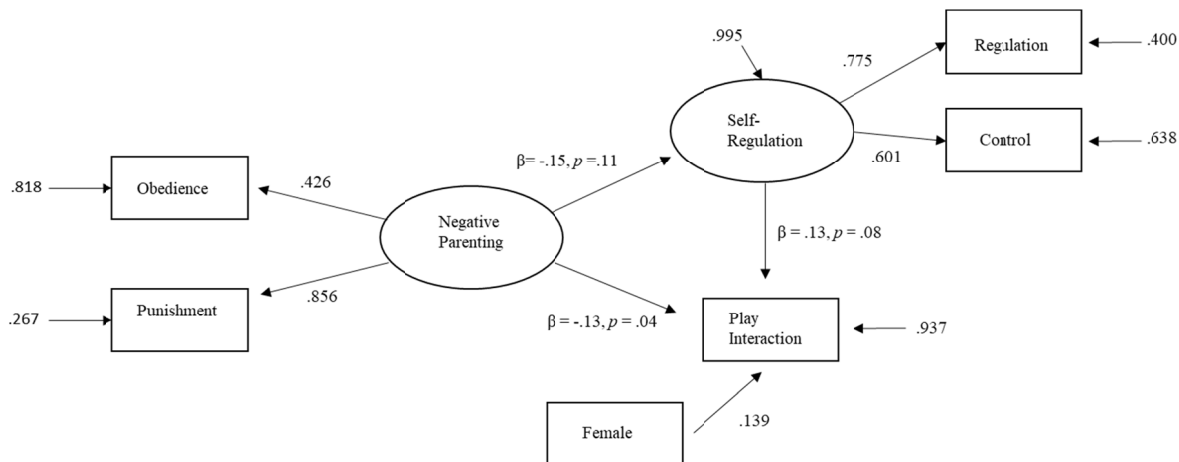 .995
.775
Regulation
.400
Self-
Regulation
.601
Control
.638
β= -.15, p =.11
.818
Obedience
.426
Negative
Parenting
β = .13, p = .08
.267
Punishment
.856
β = -.13, p = .04
Play
Interaction
.937
Female
.139